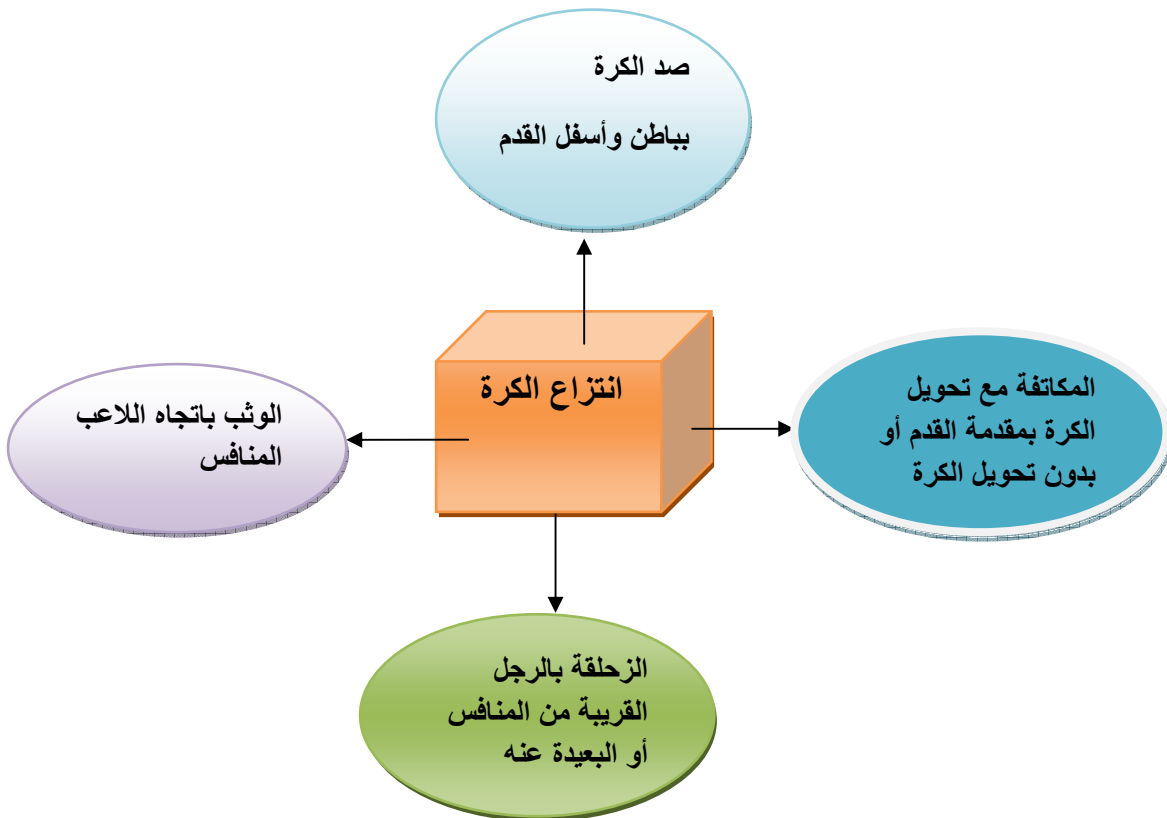 صد الكرة
بباطن وأسفل القدم
انتزاع الكرة
المكاتفة مع تحويل
الكرة بمقدمة القدم أو
بدون تحويل الكرة
الوثب باتجاه اللاعب
المنافس
الزحلقة بالرجل
القريبة من المنافس
أو البعيدة عنه